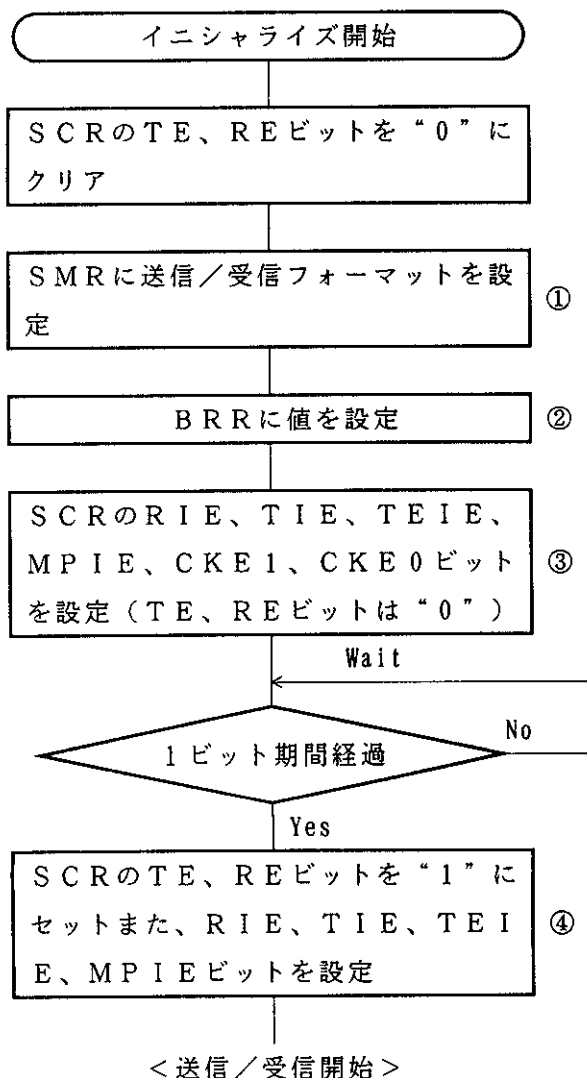 イニシャライズ開始
SCRのTE、REビットを“0”に
クリア
SMRに送信／受信フォーマットを設
定
①
BRRに値を設定
②
SCRのRIE、TIE、TEIE、
MPIE、CKE1、CKE0ビット
を設定（TE、REビットは“0”）
③
Wait
1ビット期間経過
No
Yes
SCRのTE、REビットを“1”に
セットまた、RIE、TIE、TEI
E、MPIEビットを設定
④
＜送信／受信開始＞